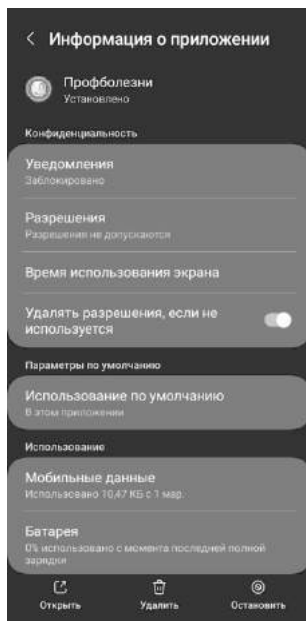 Информация о приложении
Профболезни
Установлено
Конфиденциальность
Уведомления
Заблокировано
Разрешения
Разрешения не допускаются
Время использования экрана
Удалять разрешения, если не
используется
Параметры по умолчанию
Использование по умолчанию
В этом приложении
Использование
Мобильные данные
Использовано 10,47 КБ с 1 мар.
Батарея
0% использовано с момента последней полной
зарядки
Открыть Удалить Остановить